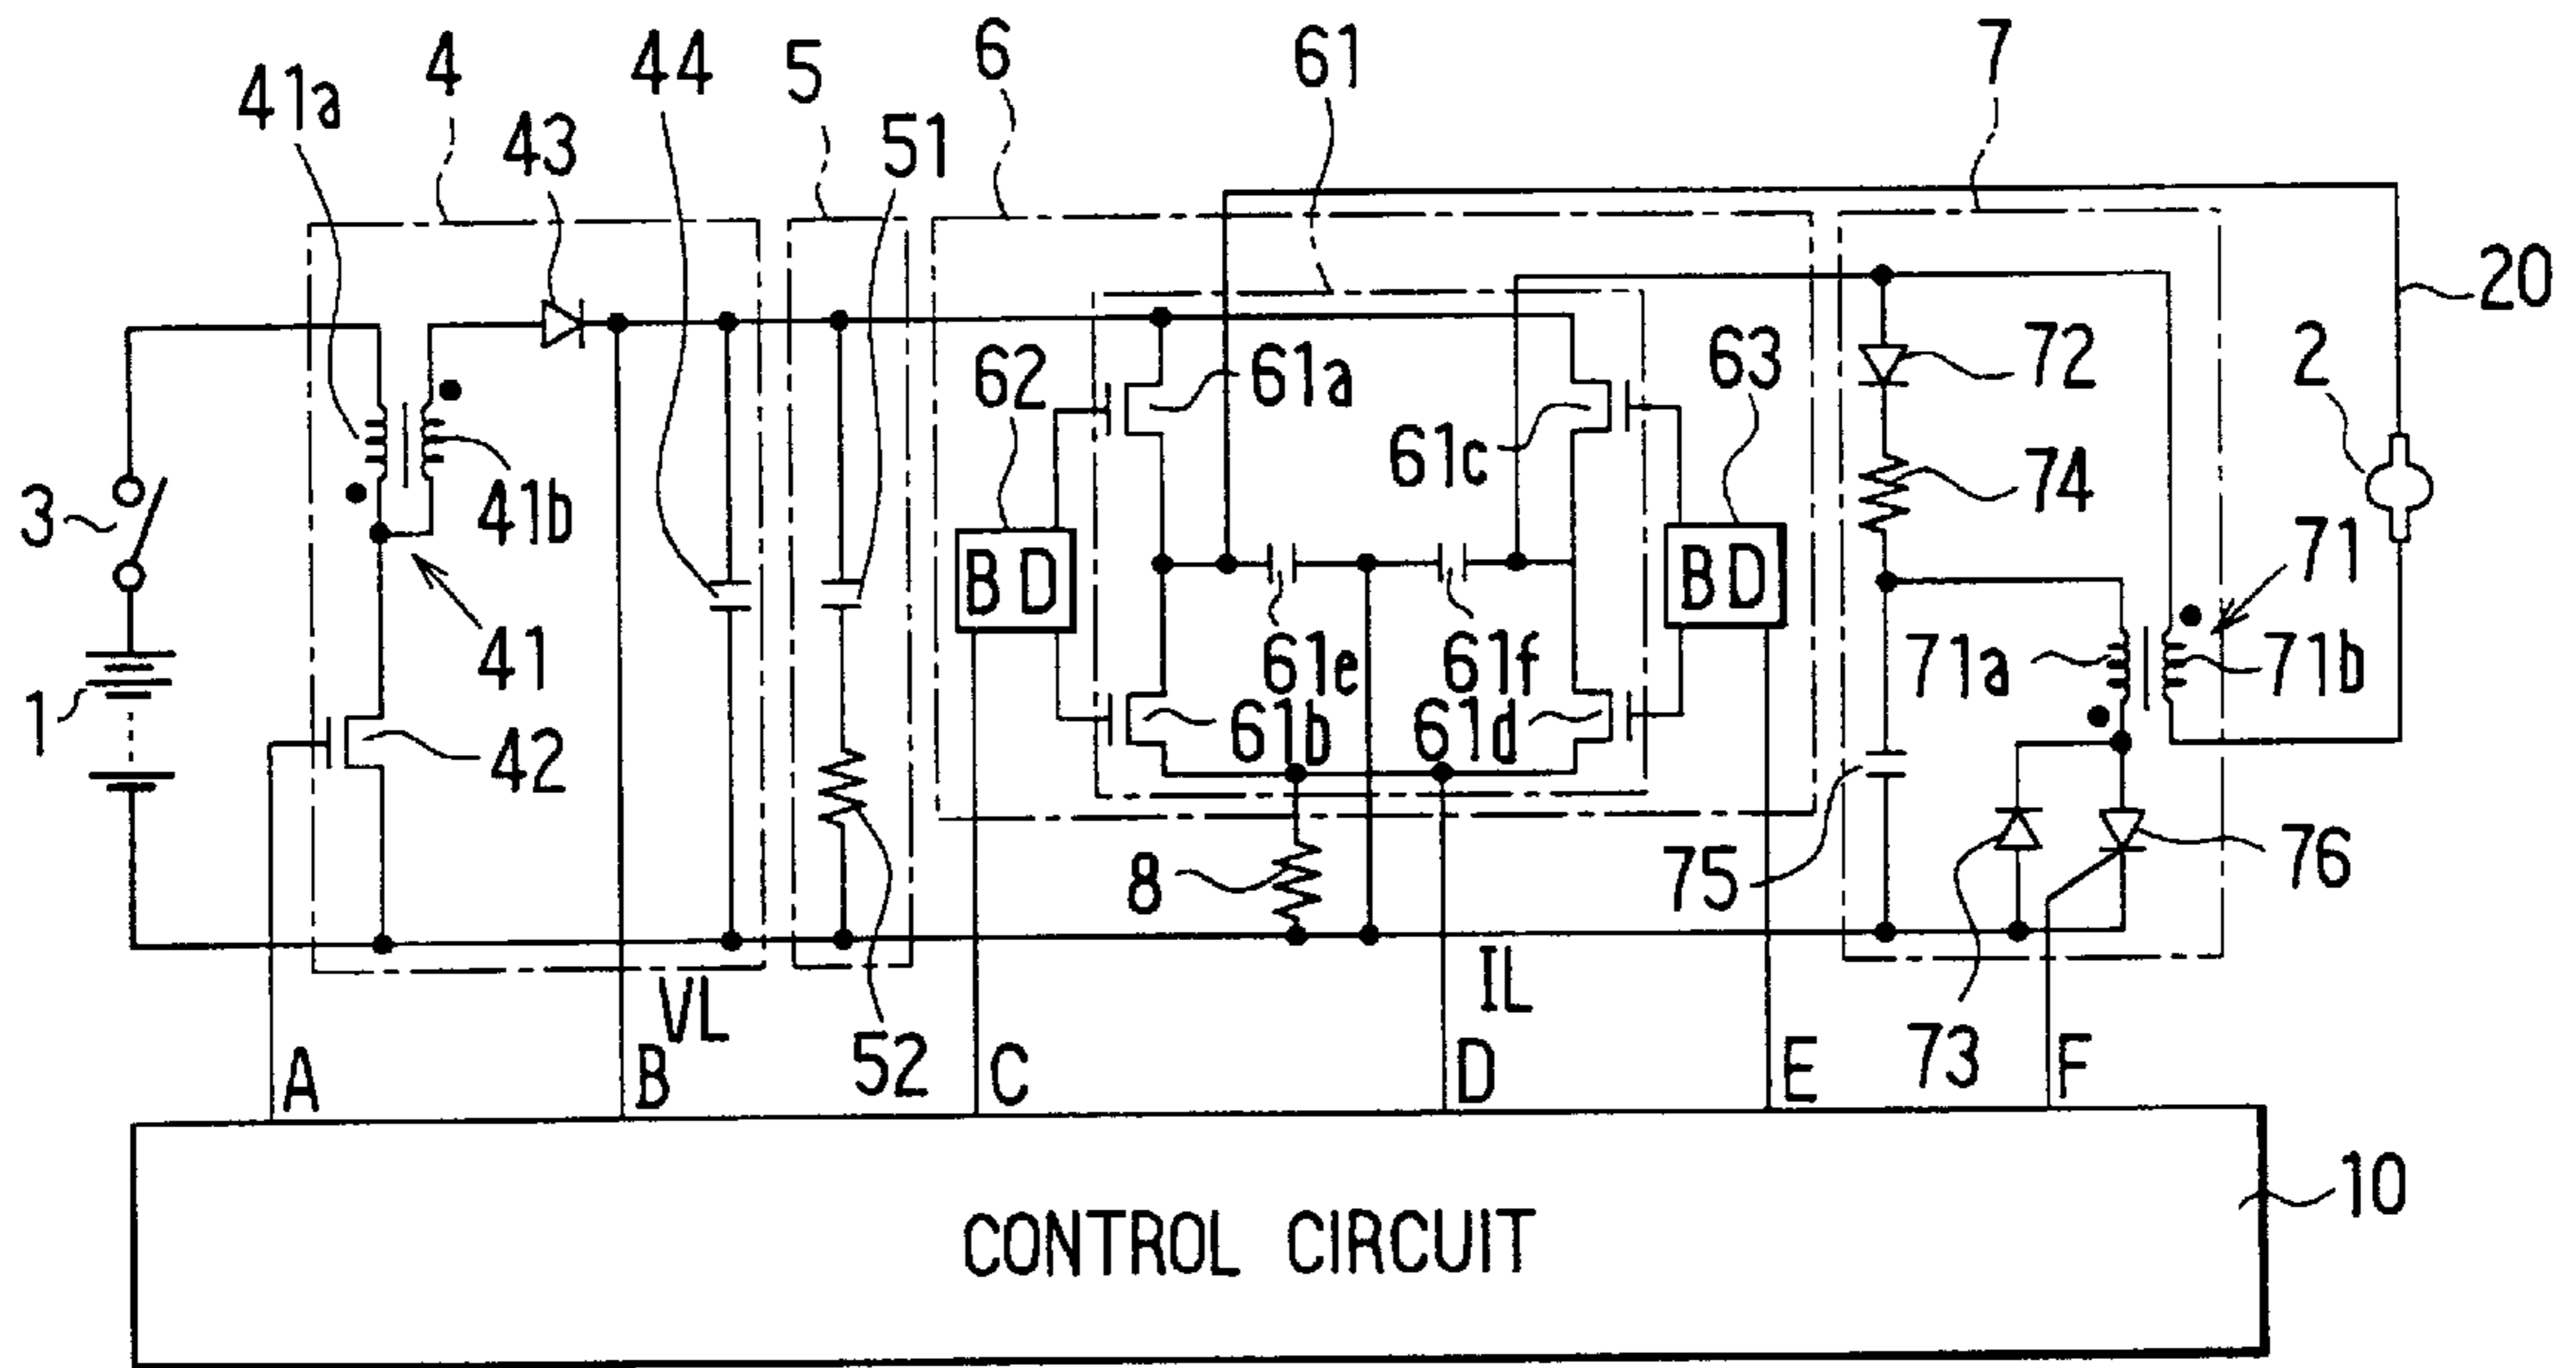 41a
4
43
44
5
51
6
61
7
20
62
61a
63
72
2
61c
74
3
41b
BD
BD
71
41
61e
61f
71a
71b
1
42
61b
61d
8
75
76
VL
IL
52
73
A
B
C
D
E
F
10
CONTROL CIRCUIT